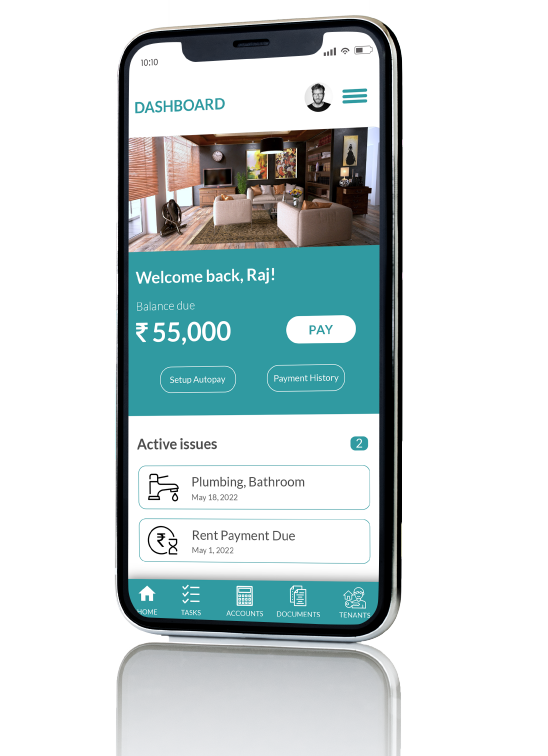 10:10
DASHBOARD
Welcome back, Raj!
Balance due
₹ 55,000
PAY
Setup Autopay
Payment History
Active issues
2
Plumbing, Bathroom
May 18, 2022
₹
Rent Payment Due
May 1, 2022
HOME
TASKS
ACCOUNTS
DOCUMENTS
TENANTS